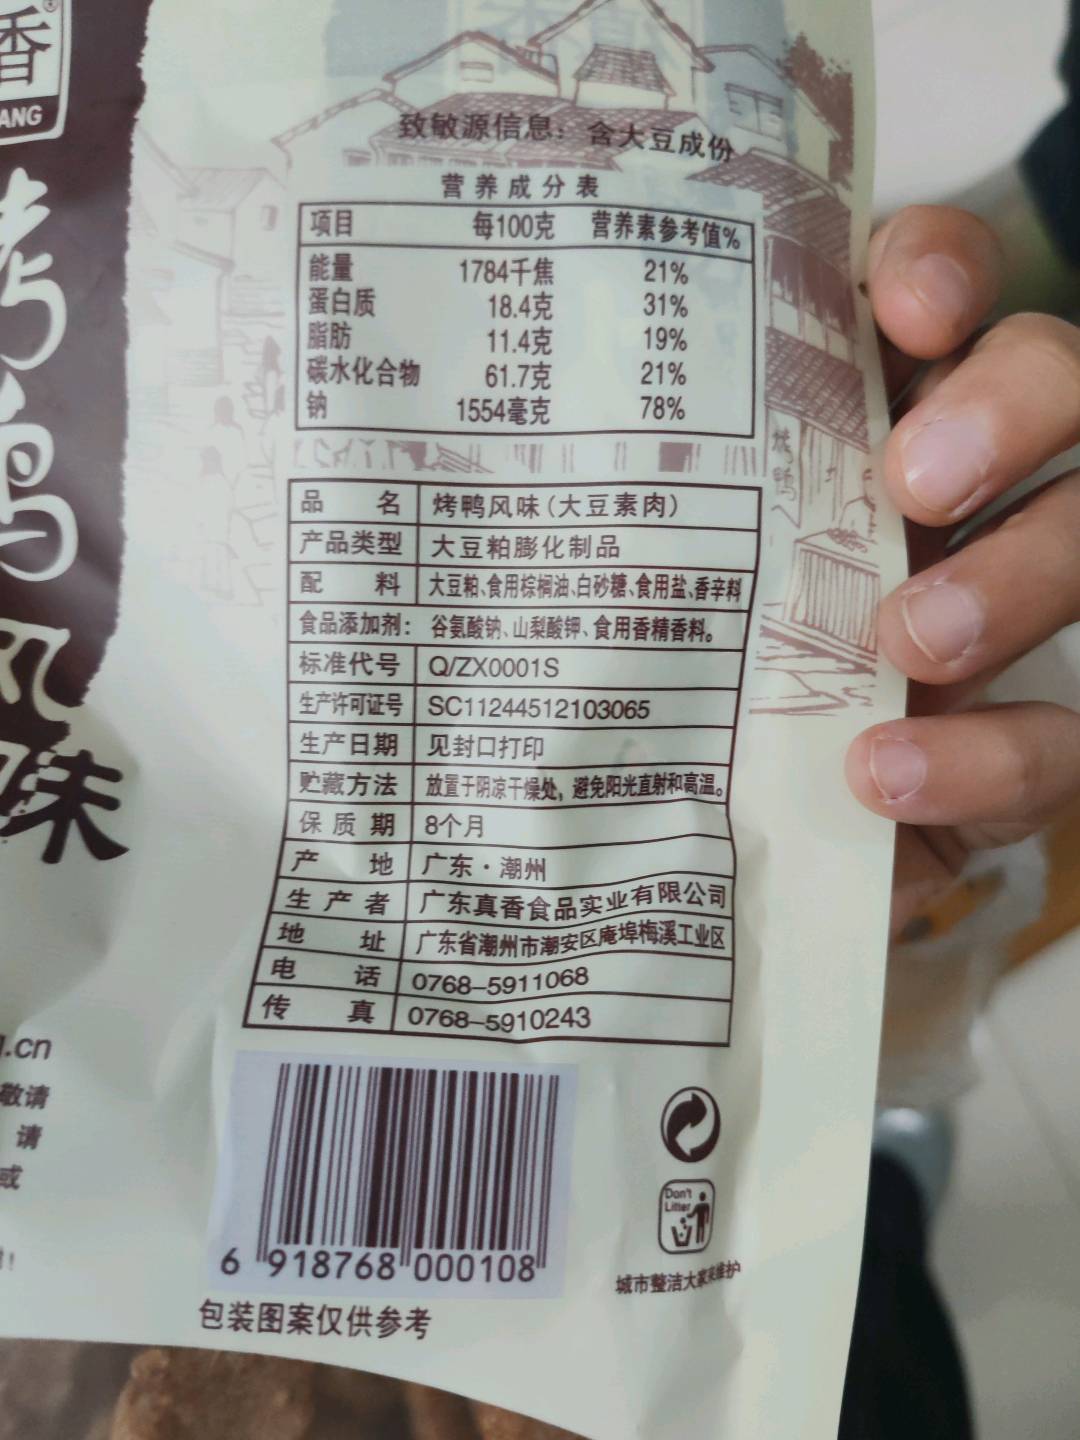 香
ANG
烤鸭风味
致敏源信息：含大豆成份
营养成分表
项目 每100克 营养素参考值%
能量 1784千焦 21%
蛋白质 18.4克 31%
脂肪 11.4克 19%
碳水化合物 61.7克 21%
钠 1554毫克 78%
烤鸭
品名 烤鸭风味(大豆素肉)
产品类型 大豆粕膨化制品
配料 大豆粕、食用棕榈油、白砂糖、食用盐、香辛料
食品添加剂： 谷氨酸钠、山梨酸钾、食用香精香料。
标准代号 Q/ZX0001S
生产许可证号 SC11244512103065
生产日期 见封口打印
贮藏方法 放置于阴凉干燥处，避免阳光直射和高温。
保质期 8个月
产地 广东·潮州
生产者 广东真香食品实业有限公司
地址 广东省潮州市潮安区庵埠梅溪工业区
电话 0768-5911068
传真 0768-5910243
.cn
敬请
请
或
6 918768 000108
Don't
Litter
城市整洁大家来维护
包装图案仅供参考